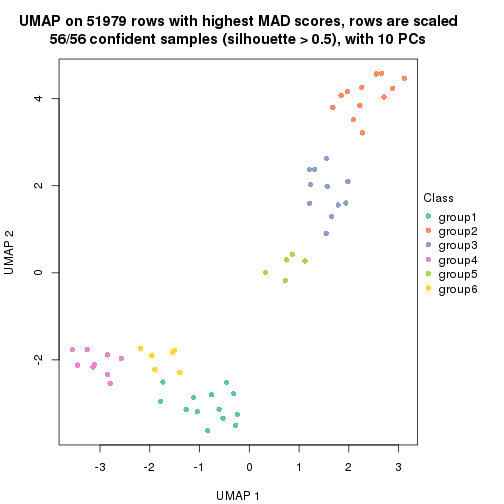 UMAP on 51979 rows with highest MAD scores, rows are scaled
56/56 confident samples (silhouette > 0.5), with 10 PCs
4
2
0
-2
UMAP 2
-3
-2
-1
0
1
2
3
UMAP 1
Class
group1
group2
group3
group4
group5
group6